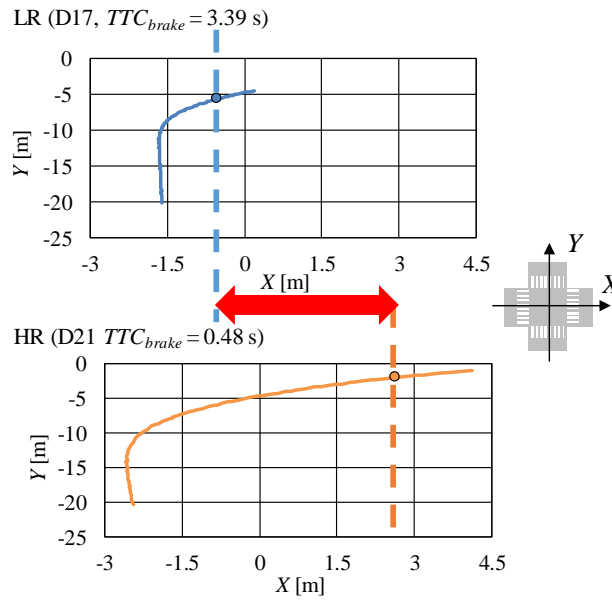 LR (D17, TTC_brake = 3.39 s)
0
-5
-10
-15
-20
-25
Y [m]
-3 -1.5 0 1.5 3 4.5
X [m]
Y
X
HR (D21 TTC_brake = 0.48 s)
0
-5
-10
-15
-20
-25
Y [m]
-3 -1.5 0 1.5 3 4.5
X [m]